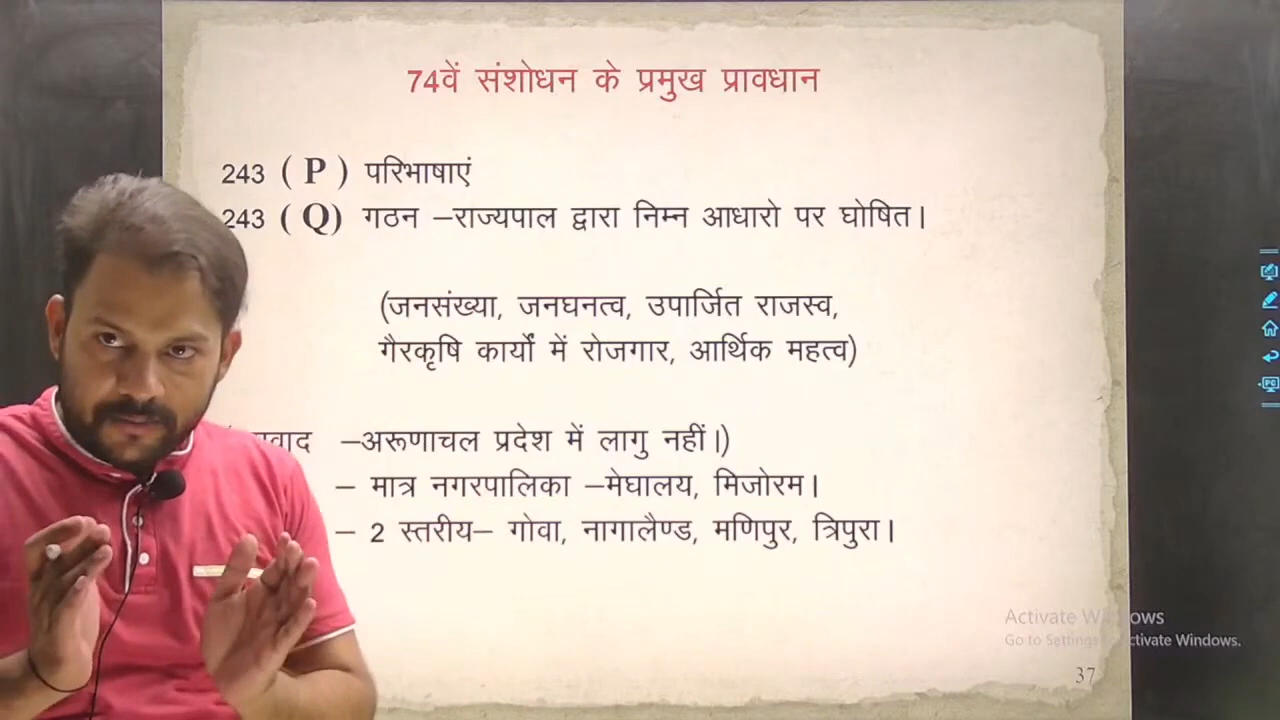 74वें संशोधन के प्रमुख प्रावधान
243 ( P ) परिभाषाएं
243 ( Q) गठन –राज्यपाल द्वारा निम्न आधारो पर घोषित।
(जनसंख्या, जनघनत्व, उपार्जित राजस्व,
गैरकृषि कार्यों में रोजगार, आर्थिक महत्व)
–अरूणाचल प्रदेश में लागु नहीं।)
– मात्र नगरपालिका –मेघालय, मिजोरम।
– 2 स्तरीय– गोवा, नागालैण्ड, मणिपुर, त्रिपुरा।
Activate Windows
Go to Settings to activate Windows.
37